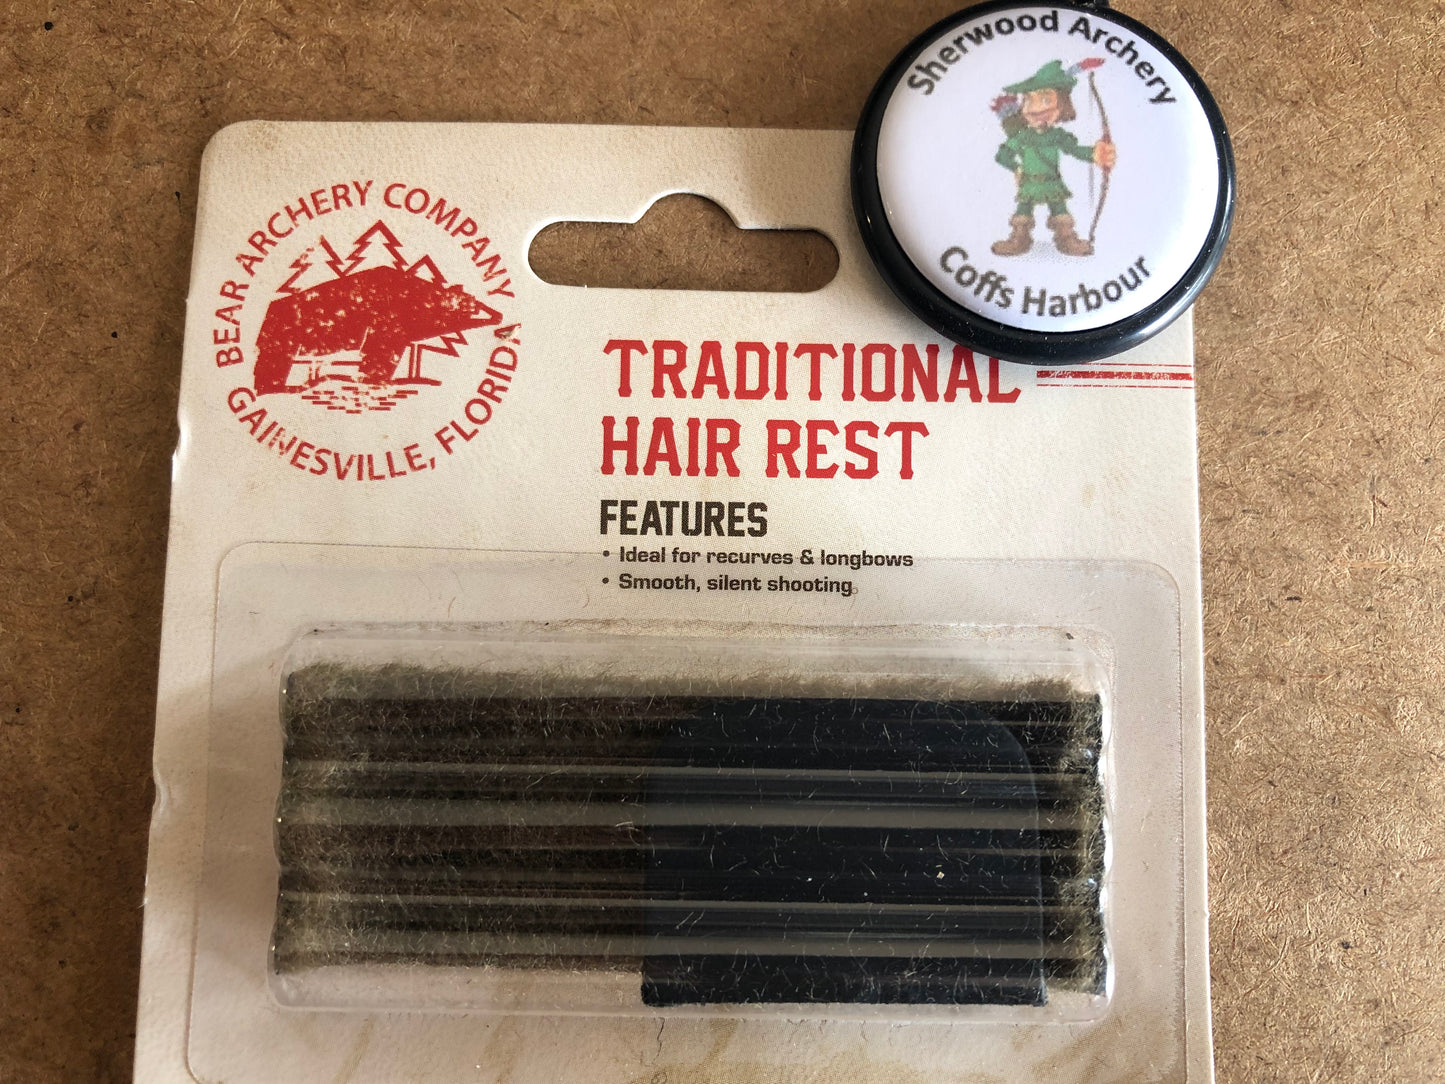 Sherwood Archery
Coffs Harbour
BEAR ARCHERY COMPANY
GAINESVILLE, FLORIDA
TRADITIONAL
HAIR REST
FEATURES
• Ideal for recurves & longbows
• Smooth, silent shooting